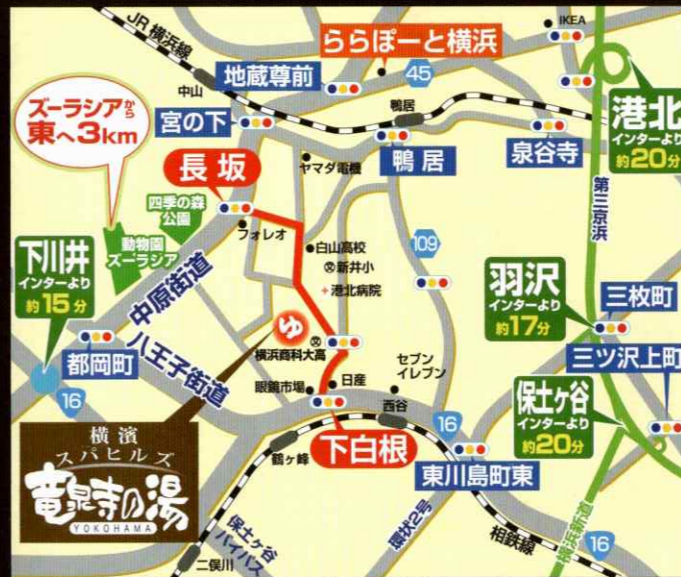 JR横浜線
ららぽーと横浜
IKEA
地蔵尊前
45
中山
鴨居
港北
インターより
約20分
ズーラシアから
東へ3km
宮の下
ヤマダ電機
鴨居
泉谷寺
第三京浜
長坂
四季の森
公園
フォレオ
動物園
ズーラシア
白山高校
新井小
港北病院
109
下川井
インターより
約15分
中原街道
八王子街道
羽沢
インターより
約17分
三枚町
ゆ
横浜商科大高
都岡町
16
眼鏡市場
日産
セブン
イレブン
西谷
三ツ沢上町
保土ヶ谷
インターより
約20分
下白根
16
東川島町東
鶴ヶ峰
横濱
スパヒルズ
竜泉寺の湯
YOKOHAMA
保土ヶ谷
バイパス
環状2号
相鉄線
横浜新道
16
二俣川